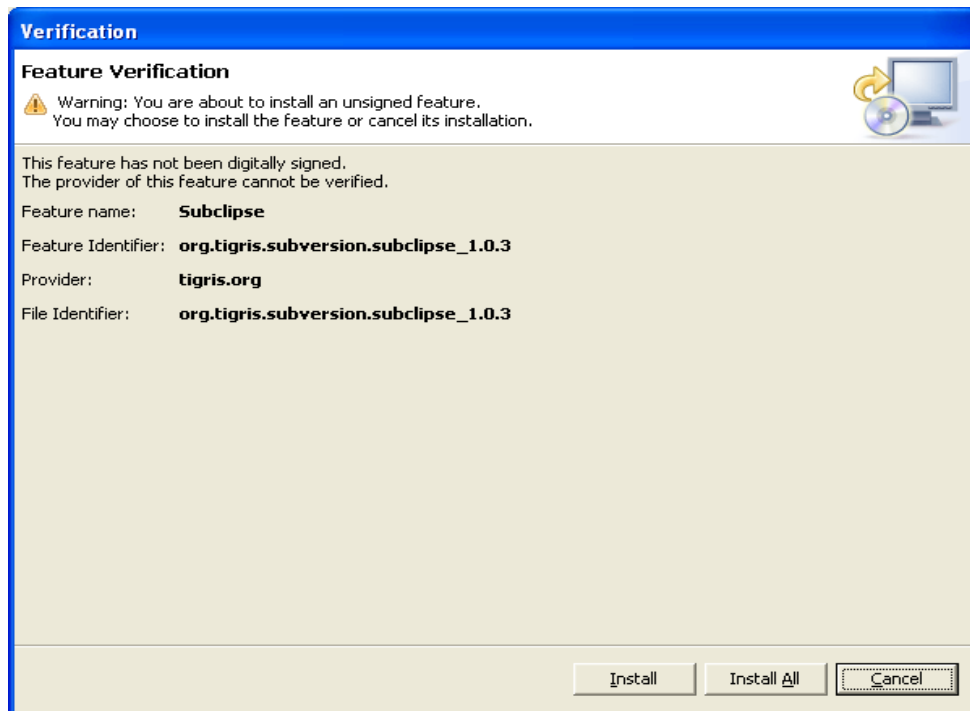 Verification
Feature Verification
Warning: You are about to install an unsigned feature.
You may choose to install the feature or cancel its installation.
This feature has not been digitally signed.
The provider of this feature cannot be verified.
Feature name: Subclipse
Feature Identifier: org.tigris.subversion.subclipse_1.0.3
Provider: tigris.org
File Identifier: org.tigris.subversion.subclipse_1.0.3
Install Install All Cancel